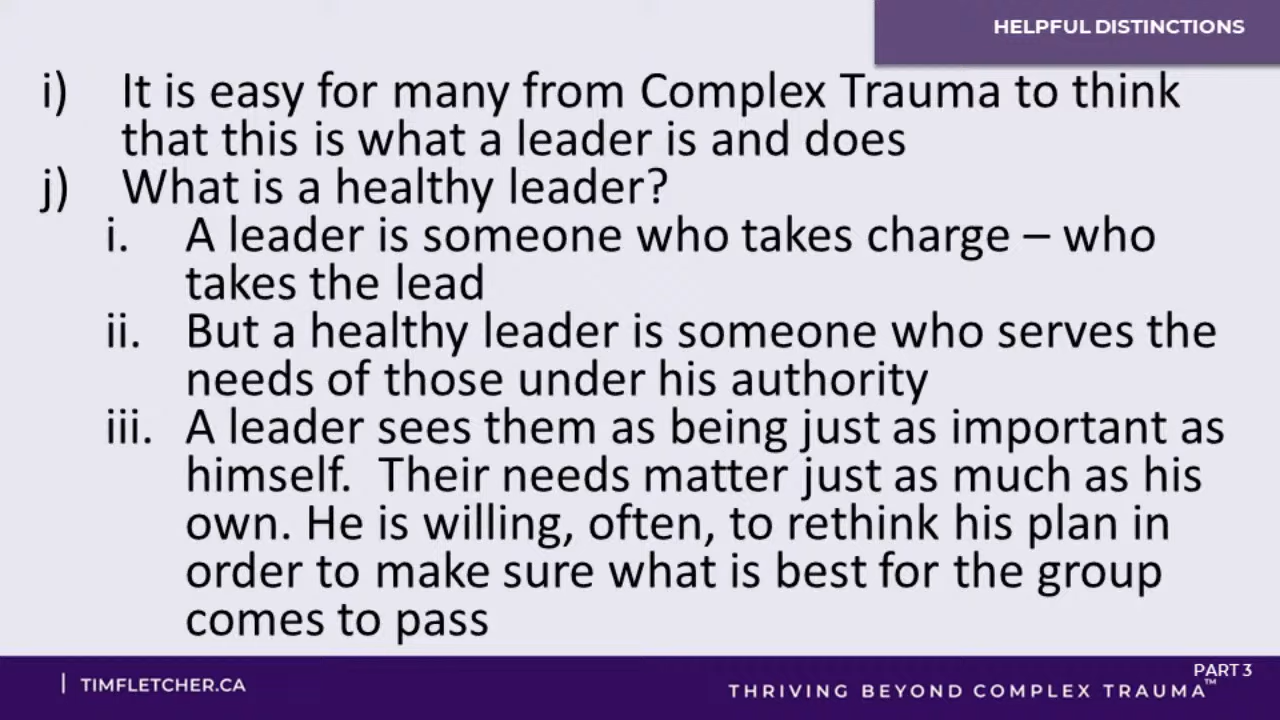 HELPFUL DISTINCTIONS
i) It is easy for many from Complex Trauma to think
that this is what a leader is and does
j) What is a healthy leader?
i. A leader is someone who takes charge – who
takes the lead
ii. But a healthy leader is someone who serves the
needs of those under his authority
iii. A leader sees them as being just as important as
himself.  Their needs matter just as much as his
own. He is willing, often, to rethink his plan in
order to make sure what is best for the group
comes to pass
PART 3
| TIMFLETCHER.CA
THRIVING BEYOND COMPLEX TRAUMA™